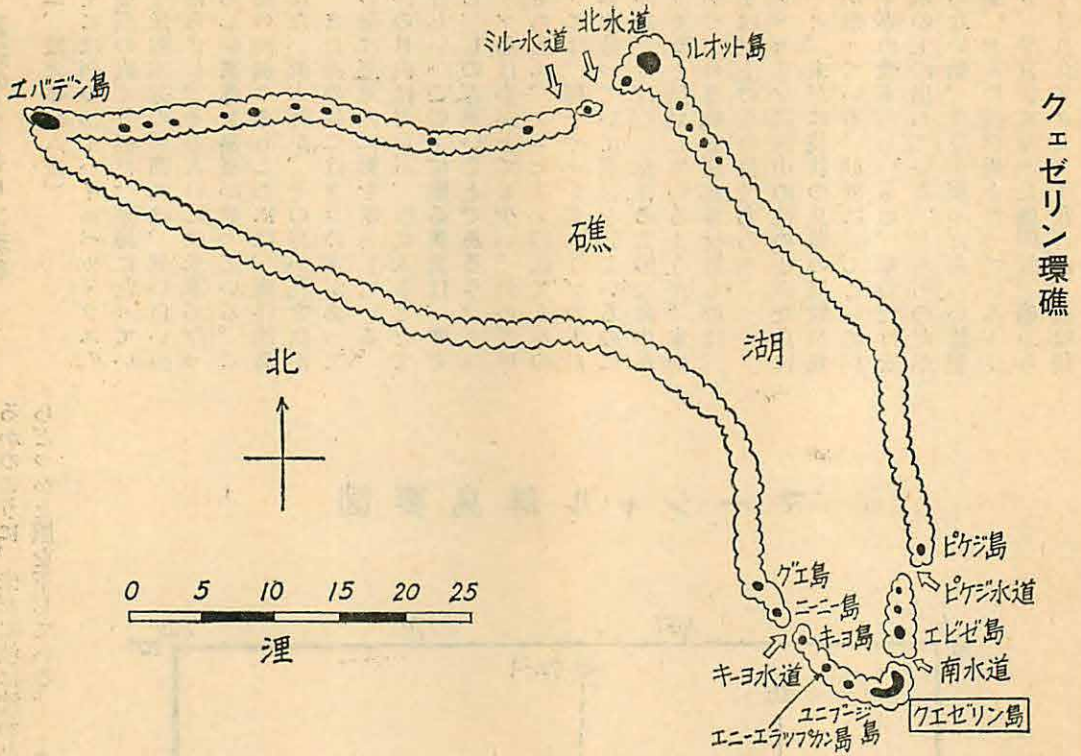 クェゼリン環礁
北水道
ミルー水道
ルオット島
エバデン島
礁
湖
北
0 5 10 15 20 25
浬
ピケジ島
ピケジ水道
グエ島
ニーニー島
エビゼ島
キーヨ島
南水道
キーヨ水道
クエゼリン島
ユニブージ島
エニーエラップカン島